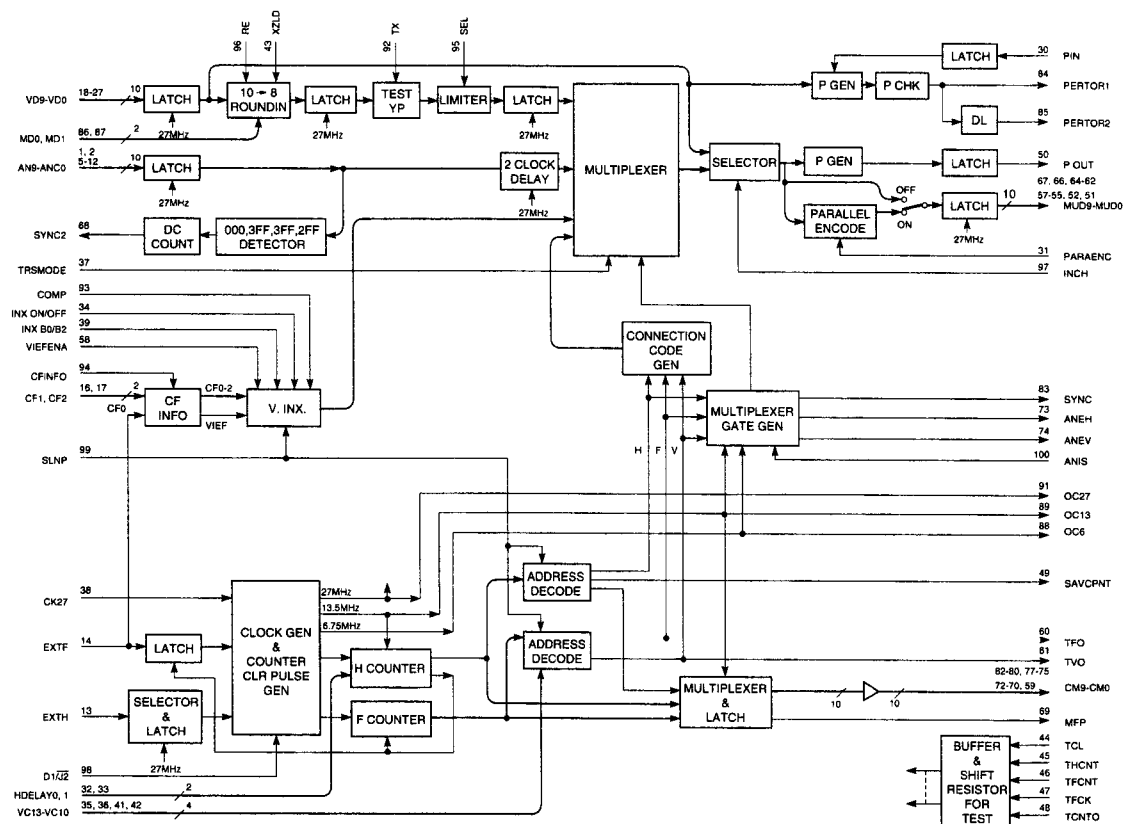 96 RE
43 XZLD
92 TX
95 SEL
VD9-VD0
18-27
10
LATCH
27MHz
10 → 8
ROUNDIN
LATCH
27MHz
TEST
YP
LIMITER
LATCH
27MHz
MD0, MD1
86, 87
2
AN9-ANC0
1, 2
5-12
10
LATCH
27MHz
2 CLOCK
DELAY
27MHz
MULTIPLEXER
SYNC2
68
DC
COUNT
000,3FF,3FF,2FF
DETECTOR
TRSMODE
37
COMP
93
INX ON/OFF
34
INX B0/B2
39
VIEFENA
58
CFINFO
94
CF1, CF2
16, 17
2
CF0
CF
INFO
CF0-2
VIEF
V. INX.
SLNP
99
P GEN
P CHK
LATCH
30
PIN
84
PERTOR1
DL
85
PERTOR2
SELECTOR
P GEN
LATCH
50
P OUT
OFF
ON
PARALLEL
ENCODE
LATCH
27MHz
10
67, 66, 64-62
57-55, 52, 51
MUD9-MUD0
31
PARAENC
97
INCH
CONNECTION
CODE
GEN
MULTIPLEXER
GATE GEN
H
F
V
83
SYNC
73
ANEH
74
ANEV
100
ANIS
91
OC27
89
OC13
88
OC6
CK27
38
EXTF
14
LATCH
EXTH
13
SELECTOR
&
LATCH
27MHz
CLOCK GEN
&
COUNTER
CLR PULSE
GEN
27MHz
13.5MHz
6.75MHz
H COUNTER
F COUNTER
ADDRESS
DECODE
ADDRESS
DECODE
49
SAVCPNT
60
TFO
61
TVO
MULTIPLEXER
&
LATCH
10
10
82-80, 77-75
72-70, 59
CM9-CM0
69
MFP
D1/J2
98
HDELAY0, 1
32, 33
2
VC13-VC10
35, 36, 41, 42
4
BUFFER
&
SHIFT
RESISTOR
FOR
TEST
44
TCL
45
THCNT
46
TFCNT
47
TFCK
48
TCNTO